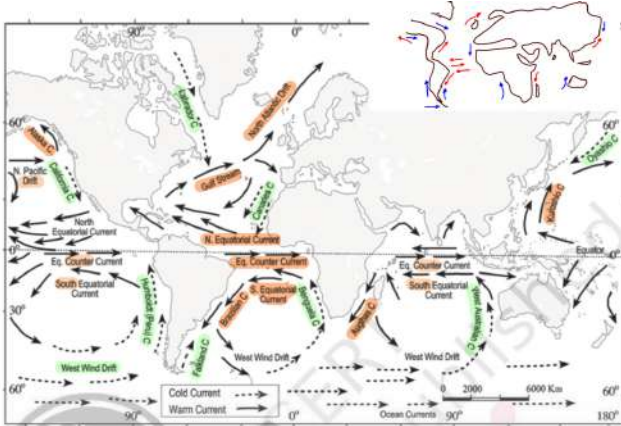 90° 0° 90°
60°
60°
Labrador C
North Atlantic Drift
Alaska C
Oyashio C
N. Pacific
Drift
California C
Gulf Stream
Canaries C
Kuroshio C
North
Equatorial Current
N. Equatorial Current
Equator
0°
0°
Eq. Counter Current
Eq. Counter Current
Eq. Counter Current
South Equatorial
Current
S. Equatorial
Current
South Equatorial
Current
Humboldt (Peru) C
Brazilian C
Benguela C
30
West Wind Drift
Falkland C
West Wind Drift
West Wind Drift
60°
Cold Current
Warm Current
0 2000 6000 Km
Ocean Currents
90° 0° 90° 180°